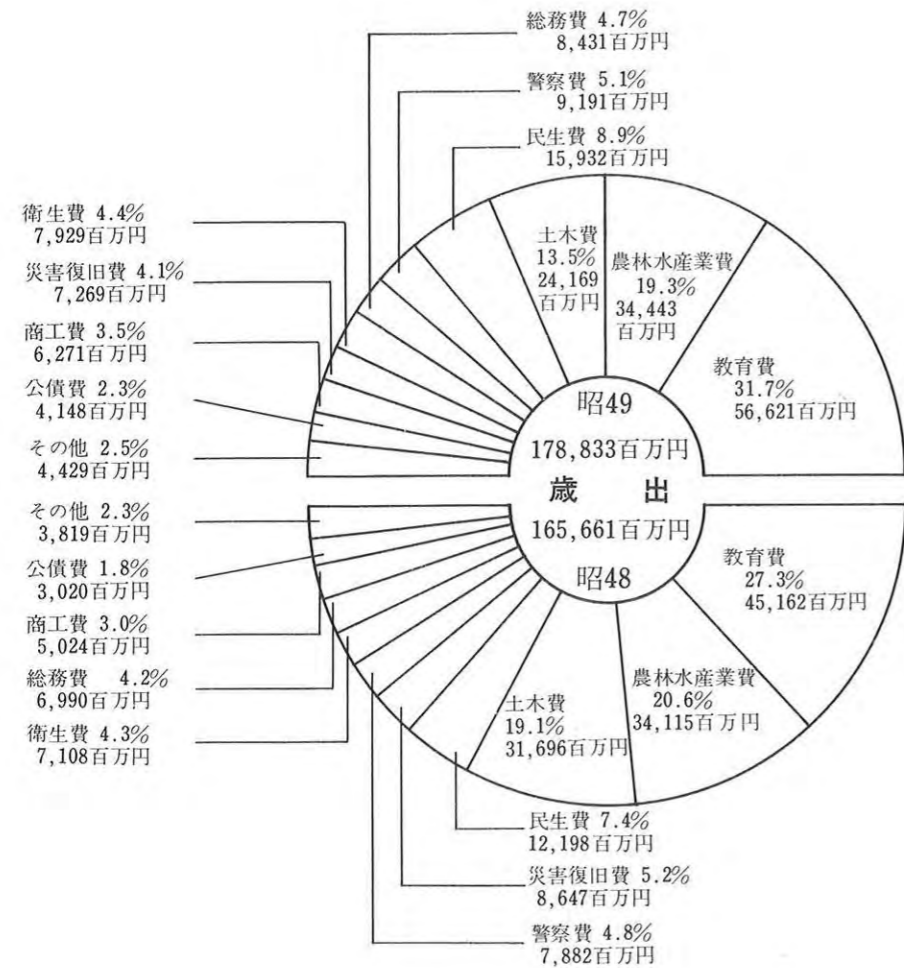 総務費 4.7%
8,431百万円
警察費 5.1%
9,191百万円
民生費 8.9%
15,932百万円
衛生費 4.4%
7,929百万円
災害復旧費 4.1%
7,269百万円
商工費 3.5%
6,271百万円
公債費 2.3%
4,148百万円
その他 2.5%
4,429百万円
土木費
13.5%
24,169
百万円
農林水産業費
19.3%
34,443
百万円
教育費
31.7%
56,621百万円
昭49
178,833百万円
歳 出
165,661百万円
昭48
その他 2.3%
3,819百万円
公債費 1.8%
3,020百万円
商工費 3.0%
5,024百万円
総務費 4.2%
6,990百万円
衛生費 4.3%
7,108百万円
教育費
27.3%
45,162百万円
農林水産業費
20.6%
34,115百万円
土木費
19.1%
31,696百万円
民生費 7.4%
12,198百万円
災害復旧費 5.2%
8,647百万円
警察費 4.8%
7,882百万円